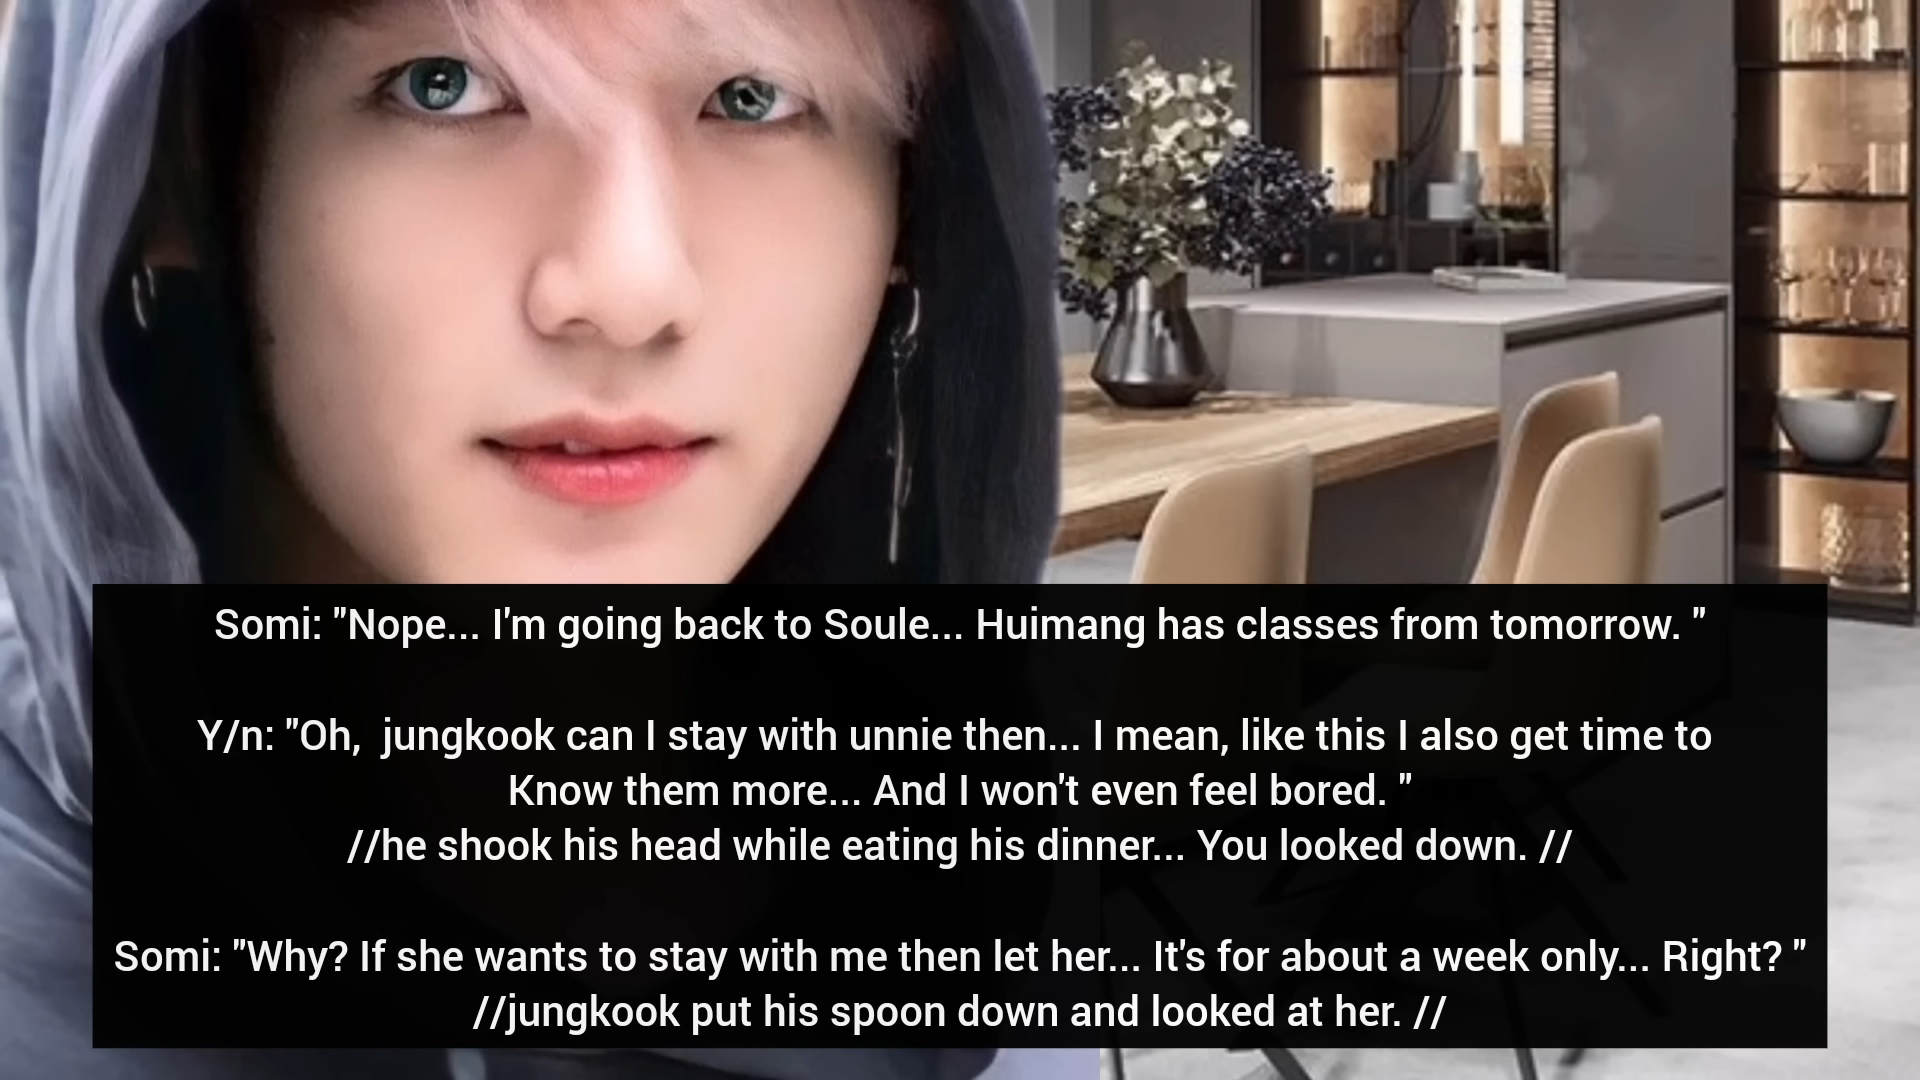 Somi: "Nope... I'm going back to Soule... Huimang has classes from tomorrow. "
Y/n: "Oh,  jungkook can I stay with unnie then... I mean, like this I also get time to
Know them more... And I won't even feel bored. "
//he shook his head while eating his dinner... You looked down. //
Somi: "Why? If she wants to stay with me then let her... It's for about a week only... Right? "
//jungkook put his spoon down and looked at her. //